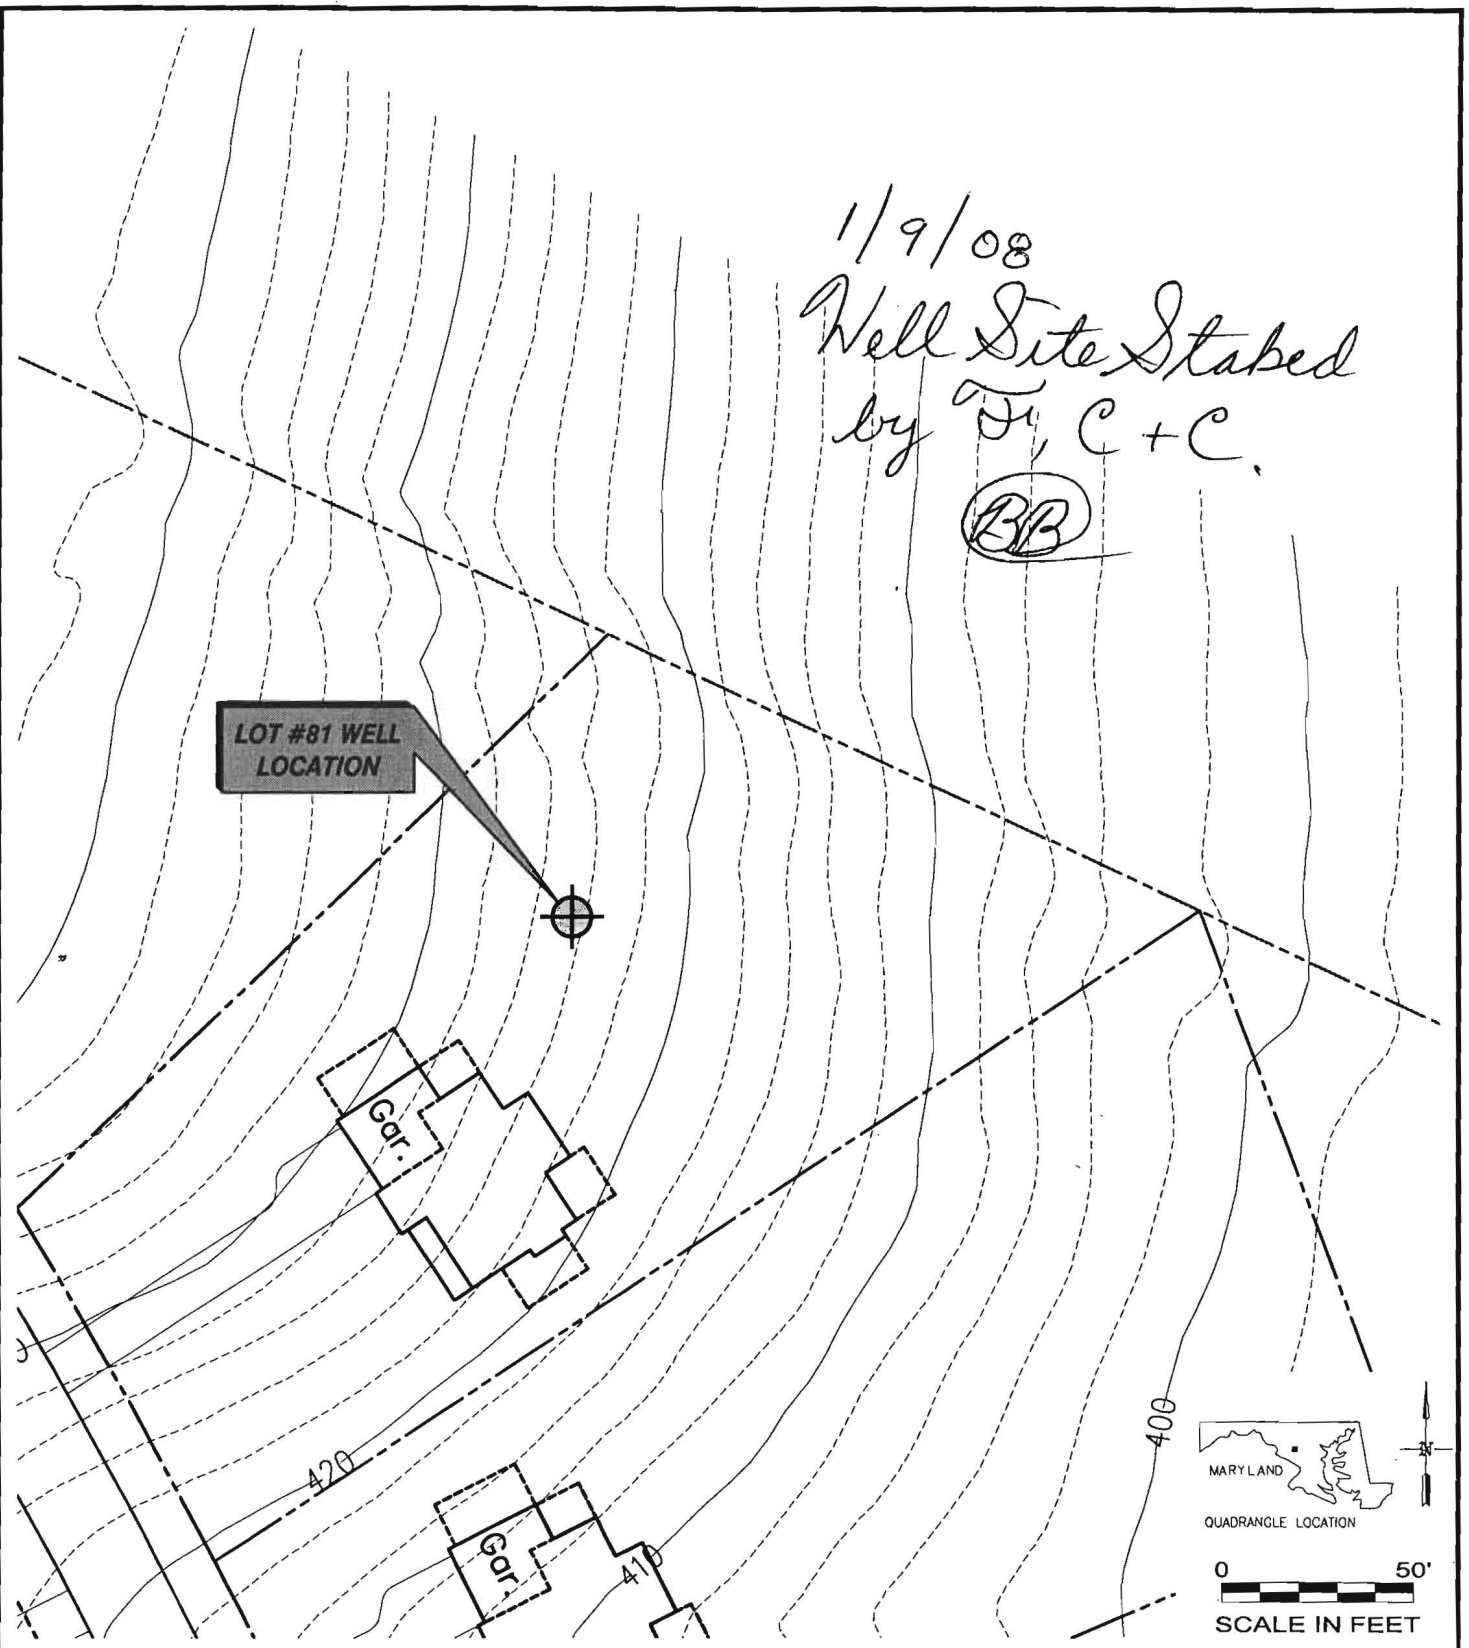 1/9/08
Well Site Staked
by F, C + C.
BB
LOT #81 WELL
LOCATION
Gar.
420
Gar.
410
400
N
MARYLAND
QUADRANGLE LOCATION
0 50'
SCALE IN FEET